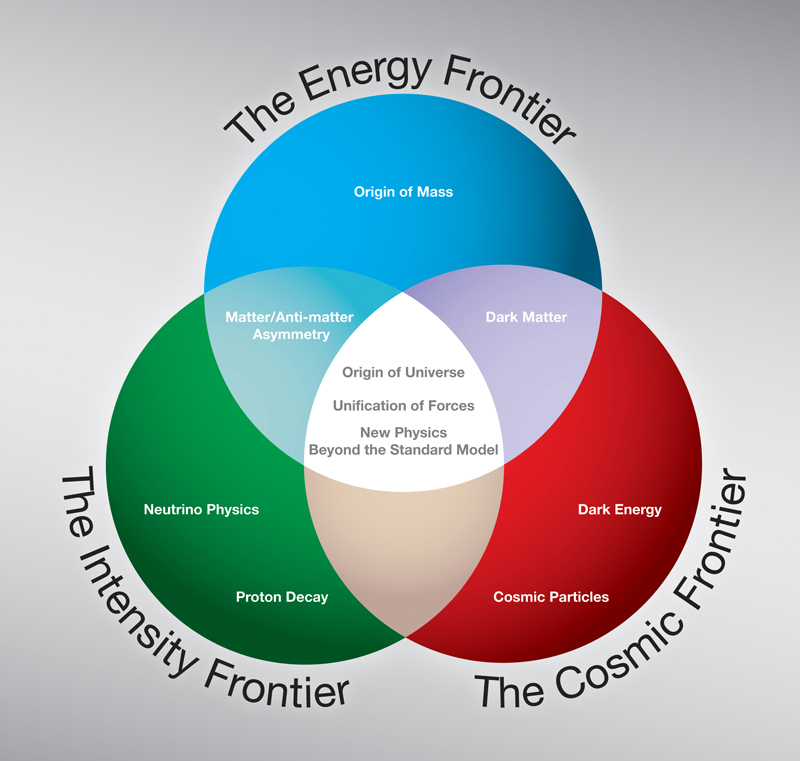 The Energy Frontier
Origin of Mass
Matter/Anti-matter
Asymmetry
Dark Matter
Origin of Universe
Unification of Forces
New Physics
Beyond the Standard Model
Neutrino Physics
Dark Energy
Proton Decay
Cosmic Particles
The Intensity Frontier
The Cosmic Frontier